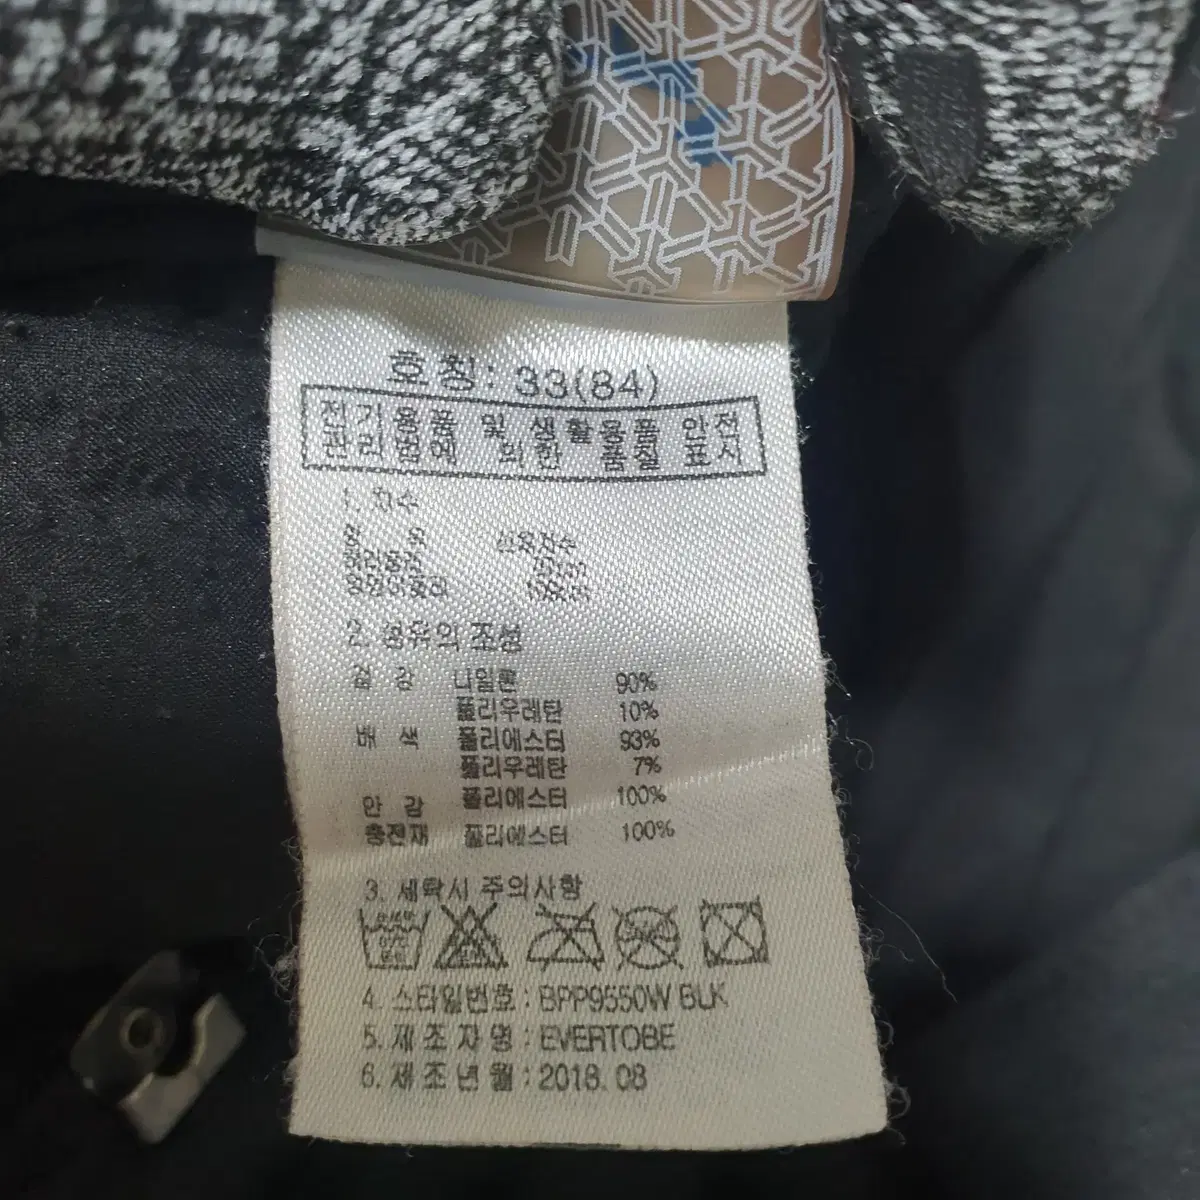 호칭: 33(84)
전기용품 및 생활용품 안전
관리법에 의한 품질 표시
1. 치수
신체치수
2. 섬유의 조성
겉 감 나일론 90%
폴리우레탄 10%
배 색 폴리에스터 93%
폴리우레탄 7%
안 감 폴리에스터 100%
충전재 폴리에스터 100%
3. 세탁시 주의사항
4. 스타일번호 : BPP9550W BLK
5. 제 조 자 명 : EVERTOBE
6. 제 조 년 월 : 2018. 08